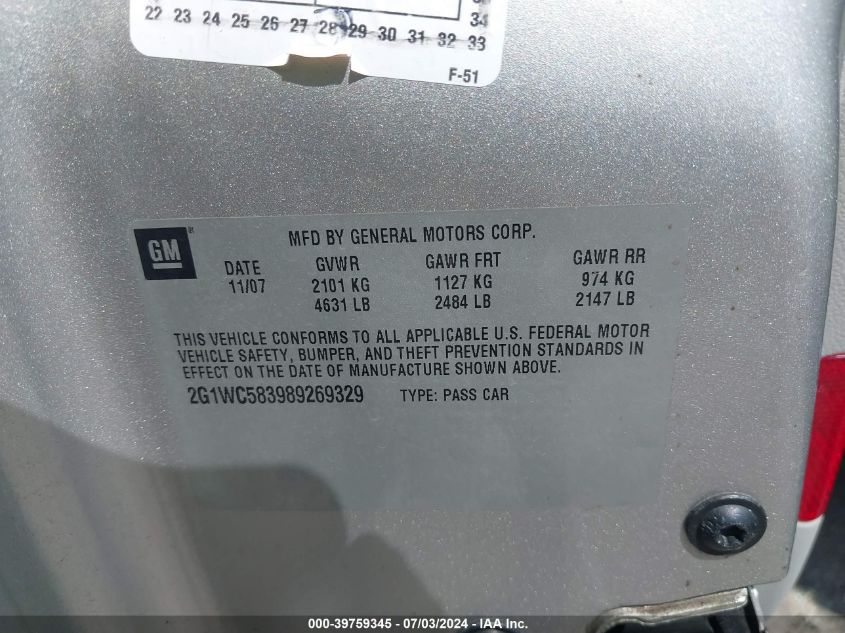 34
22 23 24 25 26 27 28 29 30 31 32 33
F-51
GM
MFD BY GENERAL MOTORS CORP.
DATE GVWR GAWR FRT GAWR RR
11/07 2101 KG 1127 KG 974 KG
4631 LB 2484 LB 2147 LB
THIS VEHICLE CONFORMS TO ALL APPLICABLE U.S. FEDERAL MOTOR
VEHICLE SAFETY, BUMPER, AND THEFT PREVENTION STANDARDS IN
EFFECT ON THE DATE OF MANUFACTURE SHOWN ABOVE.
2G1WC583989269329 TYPE: PASS CAR
000-39759345 - 07/03/2024 - IAA Inc.